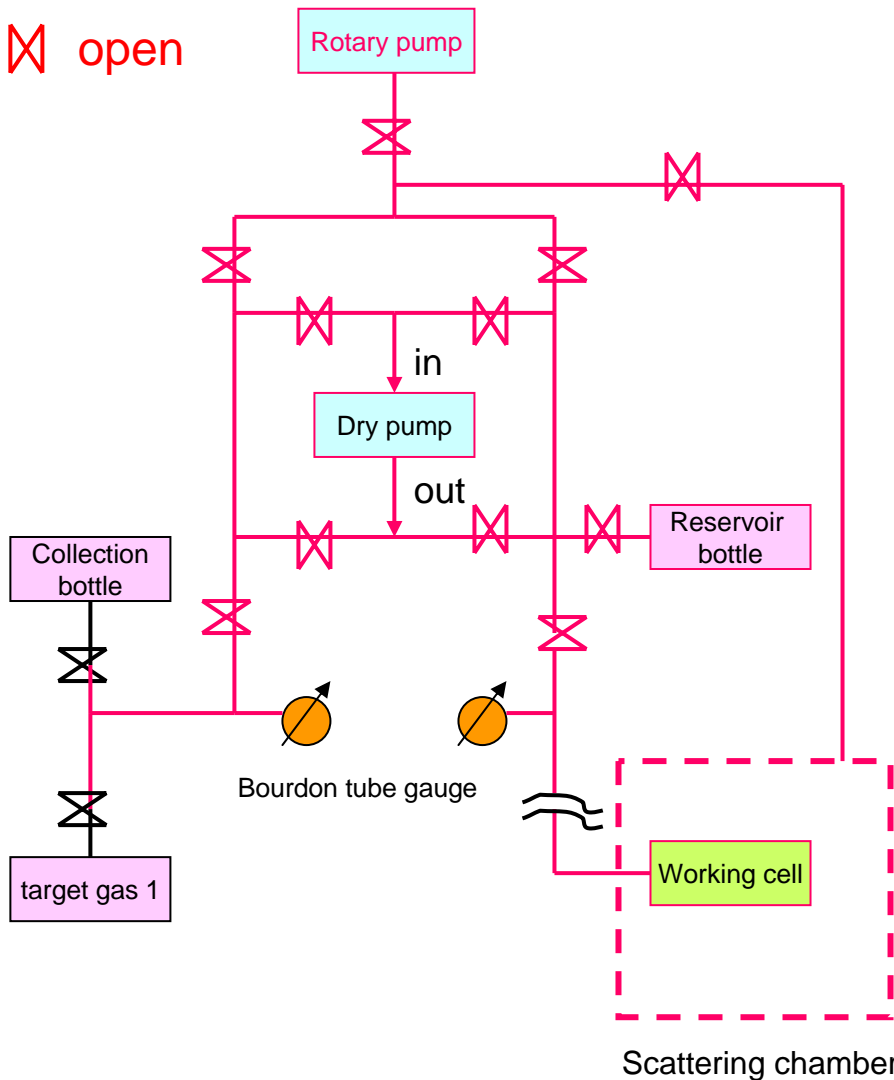 Rotary pump
open
in
Dry pump
out
Reservoir
bottle
Collection
bottle
Bourdon tube gauge
Working cell
target gas 1
Scattering chamber